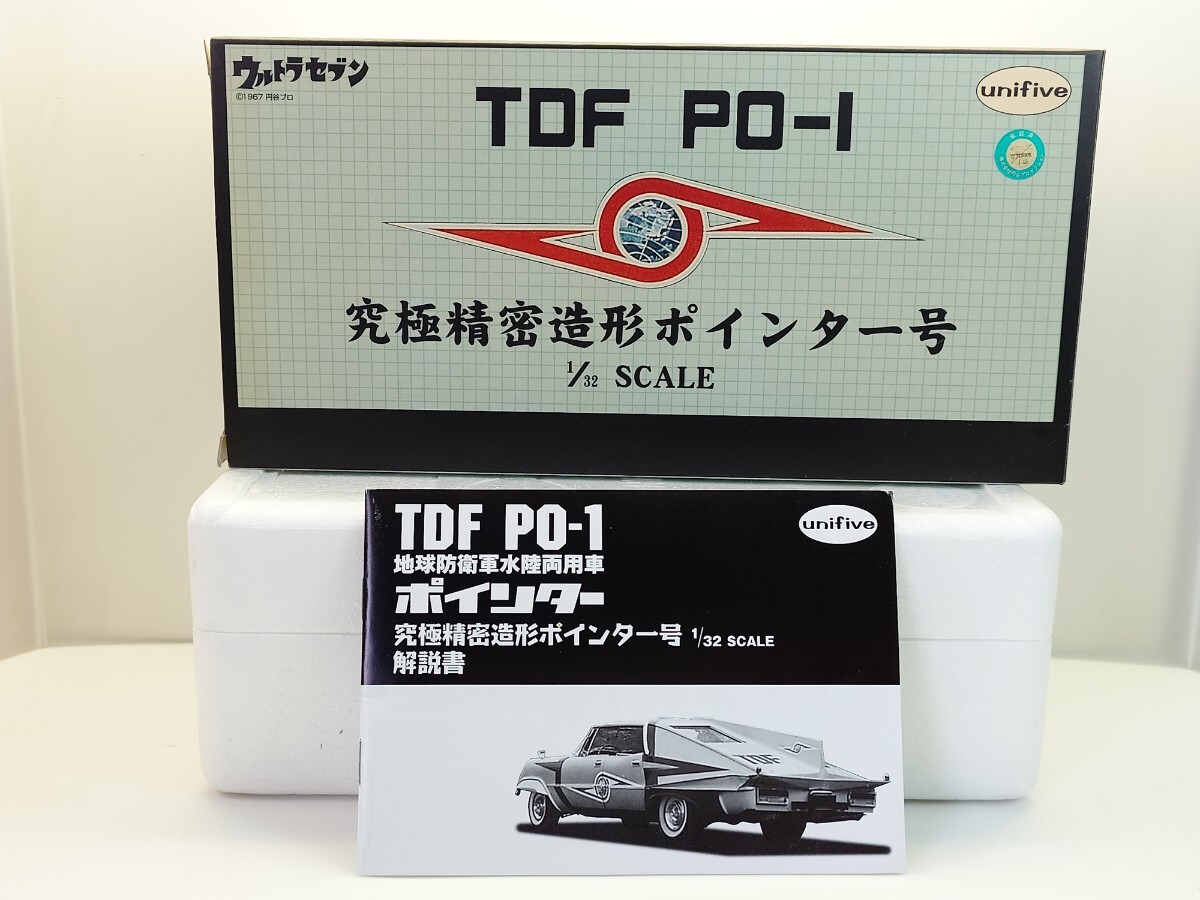 ウルトラセブン
©1967 円谷プロ
TDF PO-1
unifive
究極精密造形ポインター号
1/32 SCALE
TDF PO-1
unifive
地球防衛軍水陸両用車
ポインター
究極精密造形ポインター号 1/32 SCALE
解説書
TDF